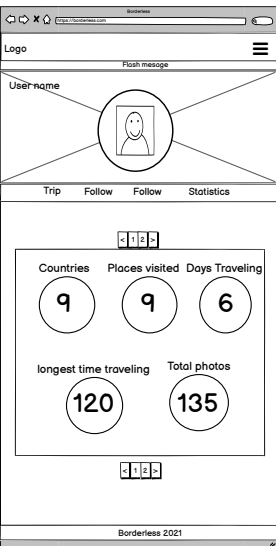 Borderless
https://borderless.com
Logo
Flash mesage
User name
Trip Follow Follow Statistics
< 1 2 >
Countries Places visited Days Traveling
9 9 6
longest time traveling Total photos
120 135
< 1 2 >
Borderless 2021